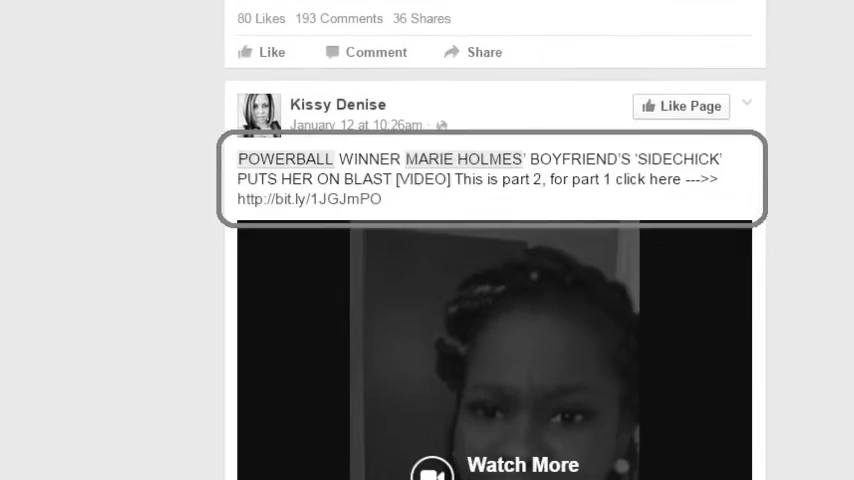 80 Likes 193 Comments 36 Shares
Like Comment Share
Kissy Denise
Like Page
January 12 at 10:26am
POWERBALL WINNER MARIE HOLMES' BOYFRIEND'S 'SIDECHICK'
PUTS HER ON BLAST [VIDEO] This is part 2, for part 1 click here --->>
http://bit.ly/1JGJmPO
Watch More